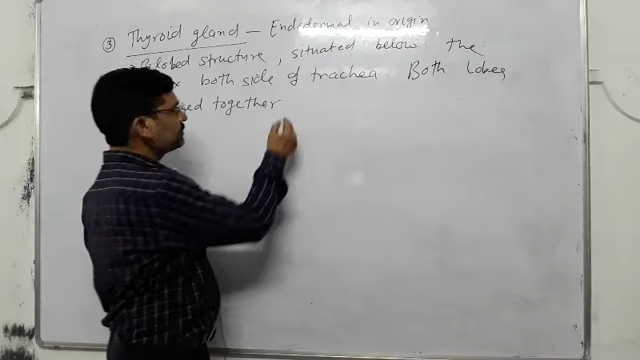 ③ Thyroid gland — Endodermal in origin
Bilobed structure, situated below the
both side of trachea. Both lobes
together